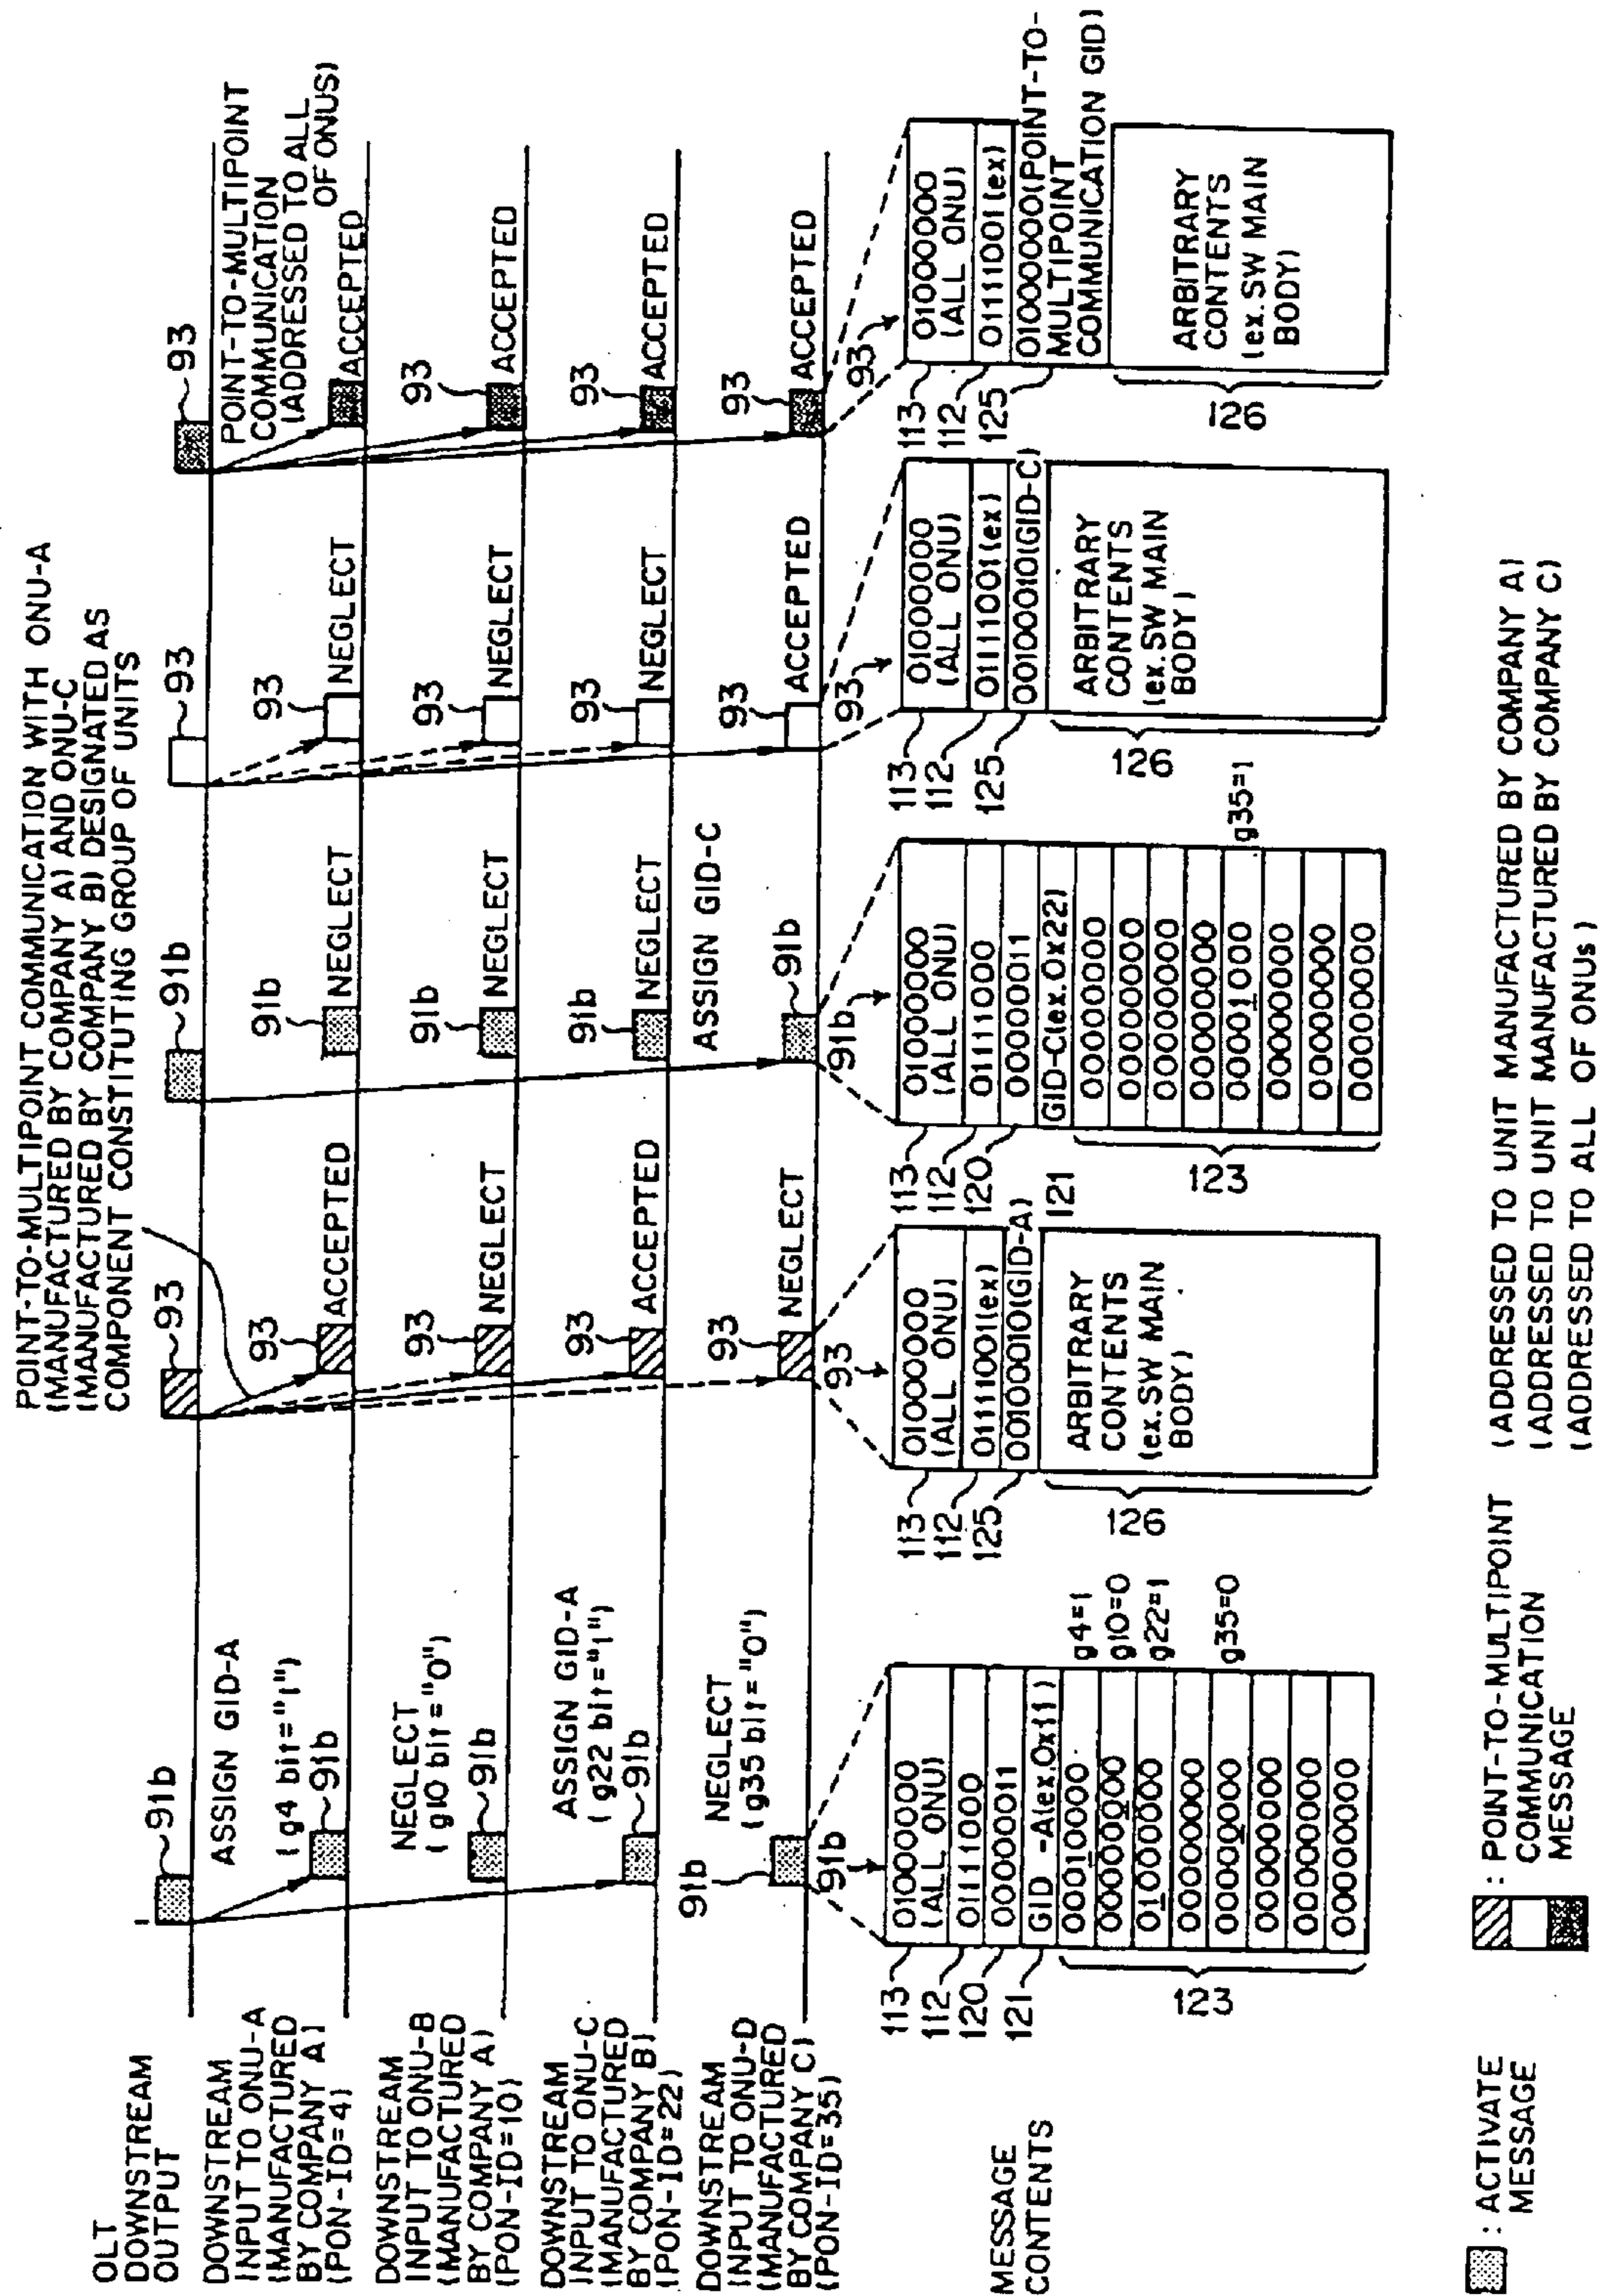 POINT-TO-MULTIPOINT COMMUNICATION WITH ONU-A
(MANUFACTURED BY COMPANY A) AND ONU-C
(MANUFACTURED BY COMPANY B) DESIGNATED AS
COMPONENT CONSTITUTING GROUP OF UNITS
OLT
DOWNSTREAM
OUTPUT
91b
93
91b
93
93
POINT-TO-MULTIPOINT
COMMUNICATION
(ADDRESSED TO ALL
OF ONUS)
DOWNSTREAM
INPUT TO ONU-A
(MANUFACTURED
BY COMPANY A)
(PON-ID=4)
ASSIGN GID-A
(g4 bit="1")
91b
93
ACCEPTED
91b
NEGLECT
93
NEGLECT
ACCEPTED
DOWNSTREAM
INPUT TO ONU-B
(MANUFACTURED
BY COMPANY A)
(PON-ID=10)
NEGLECT
(g10 bit="0")
91b
93
NEGLECT
91b
NEGLECT
93
NEGLECT
93
ACCEPTED
DOWNSTREAM
INPUT TO ONU-C
(MANUFACTURED
BY COMPANY B)
(PON-ID=22)
ASSIGN GID-A
(g22 bit="1")
91b
93
ACCEPTED
91b
NEGLECT
93
NEGLECT
93
ACCEPTED
DOWNSTREAM
INPUT TO ONU-D
(MANUFACTURED
BY COMPANY C)
(PON-ID=35)
NEGLECT
(g35 bit="0")
91b
93
NEGLECT
ASSIGN GID-C
91b
93
ACCEPTED
93
ACCEPTED
MESSAGE
CONTENTS
91b
113
01000000
(ALL ONU)
112
01111000
120
00000011
121
GID -A(ex.0x11)
00010000
g4=1
00000000
g10=0
01000000
g22=1
00000000
00000000
g35=0
00000000
00000000
00000000
123
93
113
01000000
(ALL ONU)
112
01111001(ex)
125
00100010(GID-A)
ARBITRARY
CONTENTS
(ex.SW MAIN
BODY)
126
91b
113
01000000
(ALL ONU)
112
01111000
120
00000011
121
GID-C(ex.0x22)
00000000
00000000
00000000
00000000
00001000
g35=1
00000000
00000000
00000000
123
93
113
01000000
(ALL ONU)
112
01111001(ex)
125
00100010(GID-C)
ARBITRARY
CONTENTS
(ex.SW MAIN
BODY)
126
93
113
01000000
(ALL ONU)
112
01111001(ex)
125
01000000(POINT-TO-
MULTIPOINT
COMMUNICATION GID)
ARBITRARY
CONTENTS
(ex.SW MAIN
BODY)
126
: ACTIVATE
MESSAGE
: POINT-TO-MULTIPOINT
COMMUNICATION
MESSAGE
(ADDRESSED TO UNIT MANUFACTURED BY COMPANY A)
(ADDRESSED TO UNIT MANUFACTURED BY COMPANY C)
(ADDRESSED TO ALL OF ONUs)